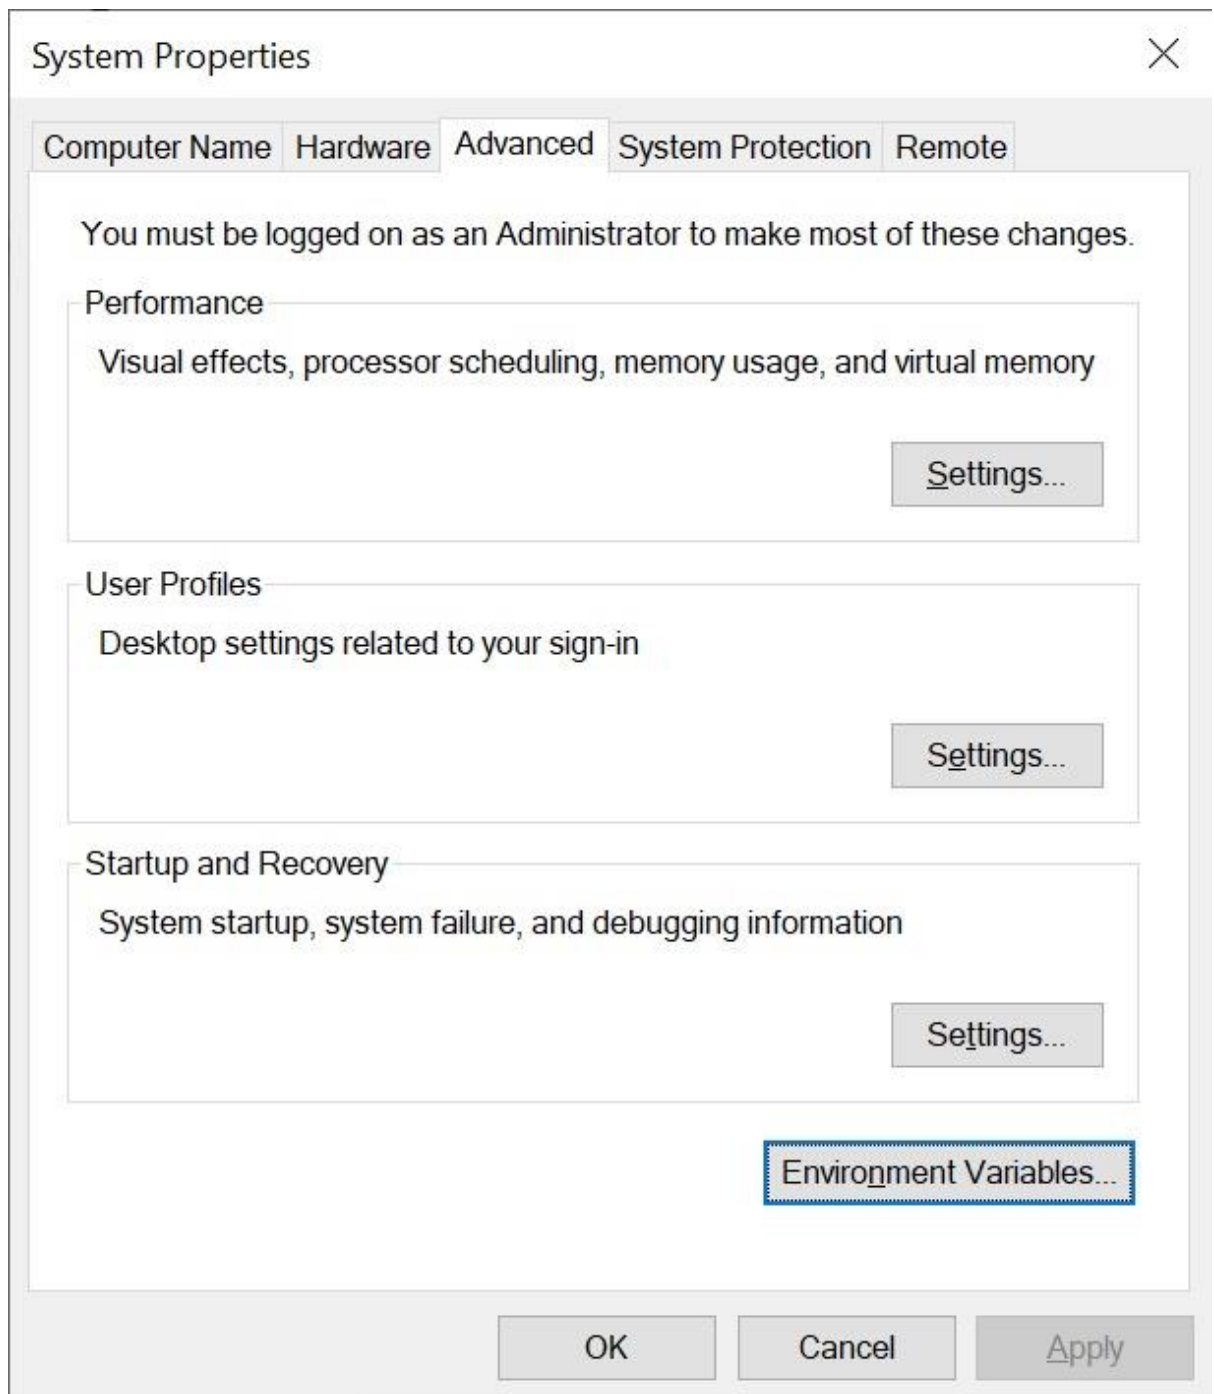 System Properties
Computer Name Hardware Advanced System Protection Remote
You must be logged on as an Administrator to make most of these changes.
Performance
Visual effects, processor scheduling, memory usage, and virtual memory
Settings...
User Profiles
Desktop settings related to your sign-in
Settings...
Startup and Recovery
System startup, system failure, and debugging information
Settings...
Environment Variables...
OK Cancel Apply